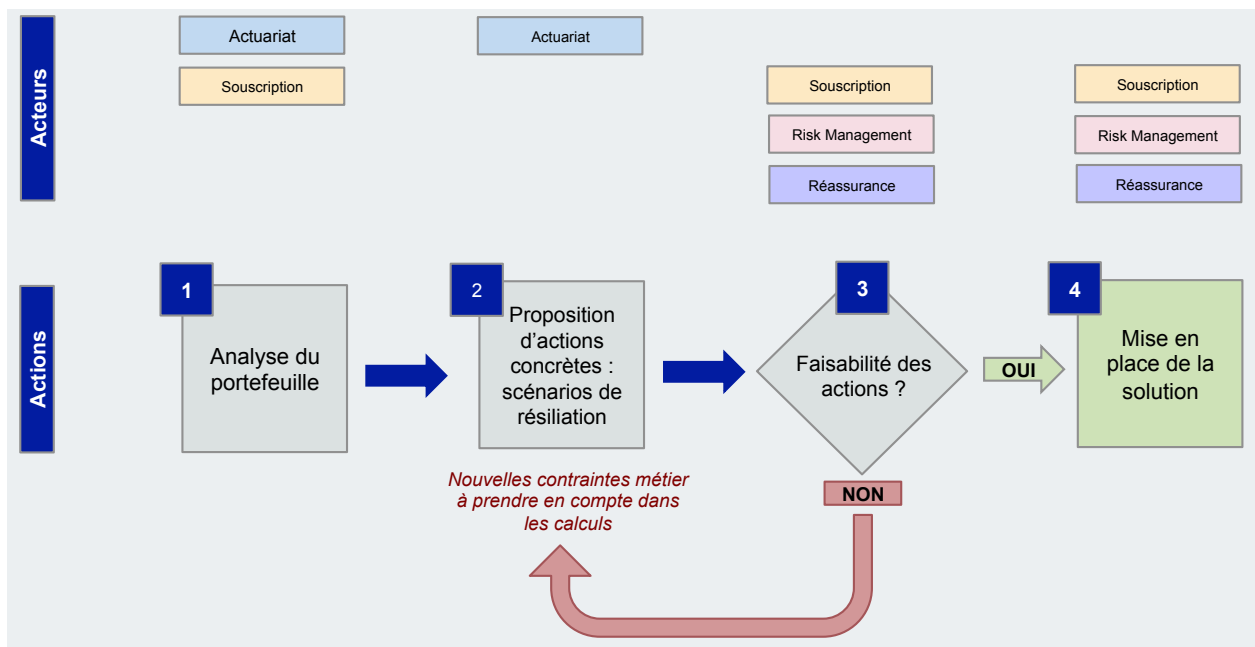 Acteurs
Actuariat
Souscription
Actuariat
Souscription
Risk Management
Réassurance
Souscription
Risk Management
Réassurance
Actions
1
Analyse du
portefeuille
2
Proposition
d’actions
concrètes :
scénarios de
résiliation
3
Faisabilité des
actions ?
OUI
4
Mise en
place de la
solution
NON
Nouvelles contraintes métier
à prendre en compte dans
les calculs